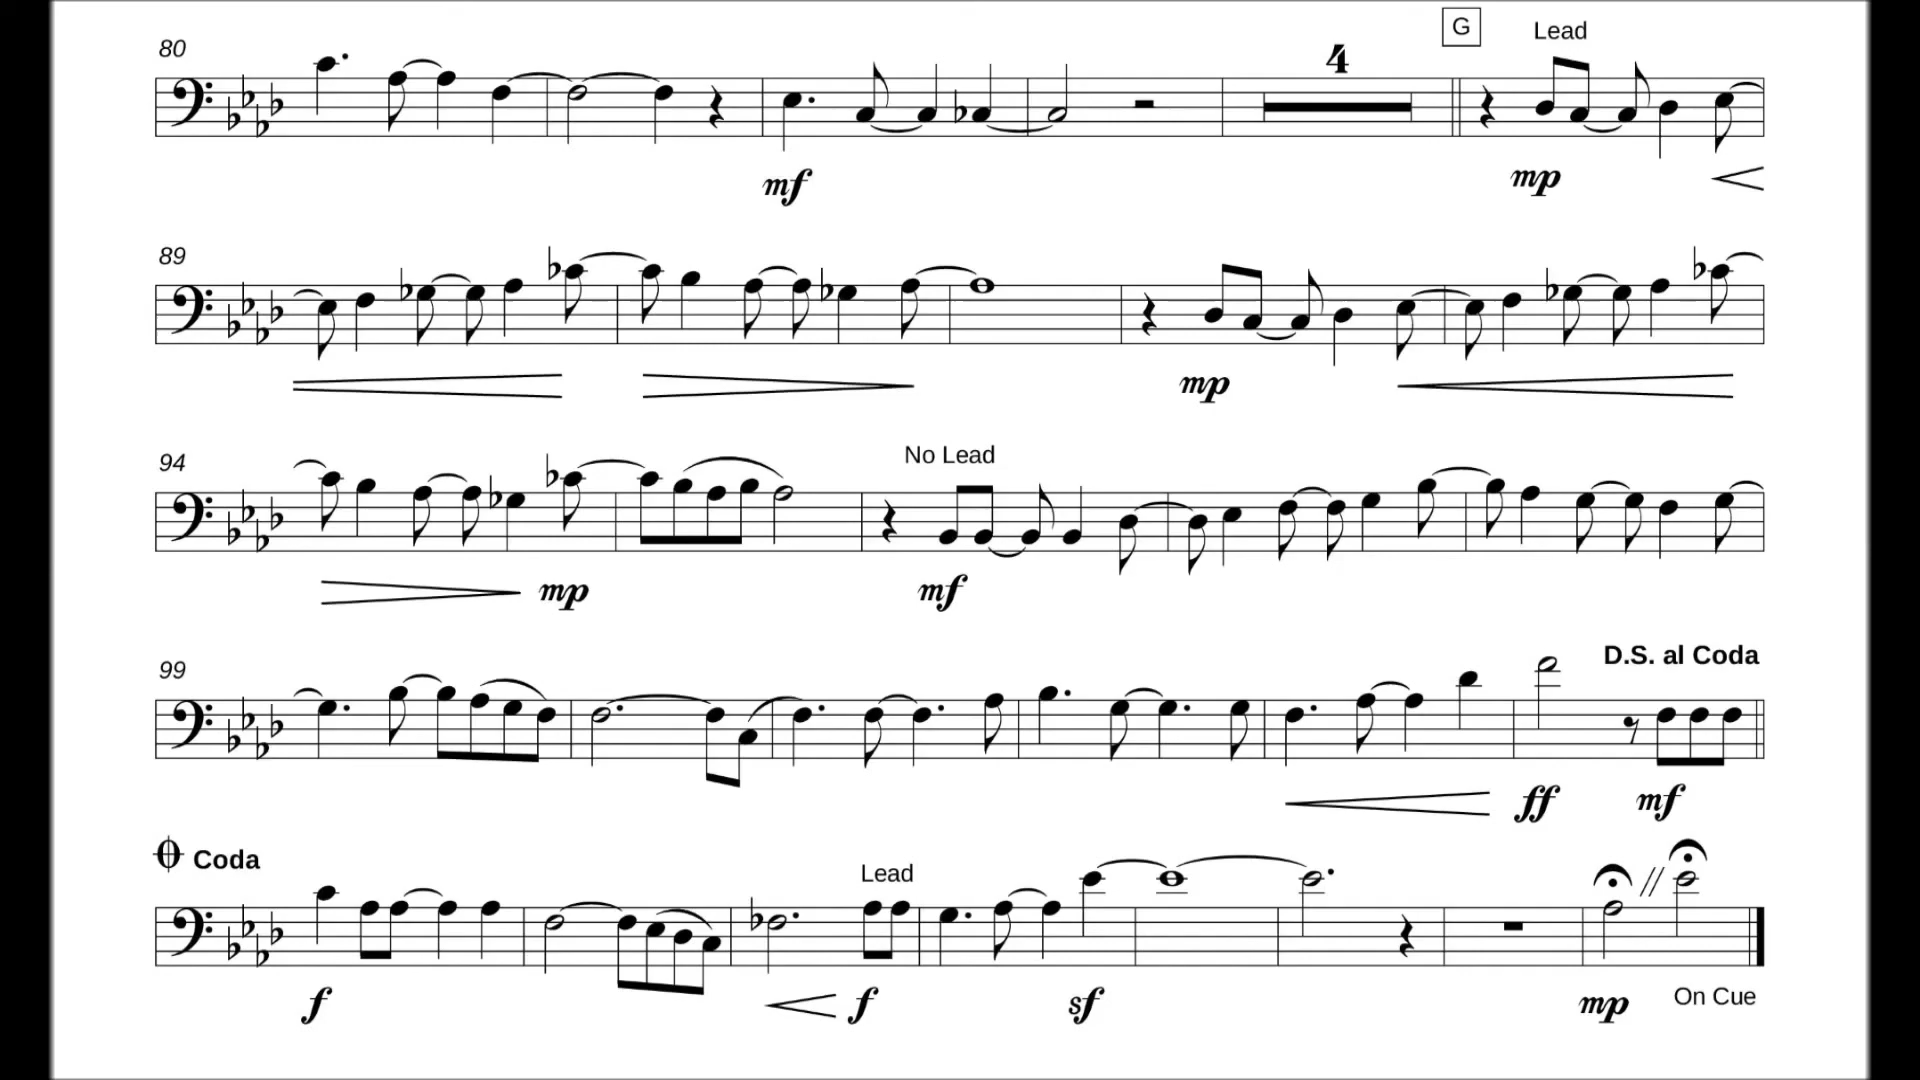 80 4 G Lead
mf mp
89
mp
94 No Lead
mp mf
99 D.S. al Coda
ff mf
Coda Lead
f f sf mp On Cue